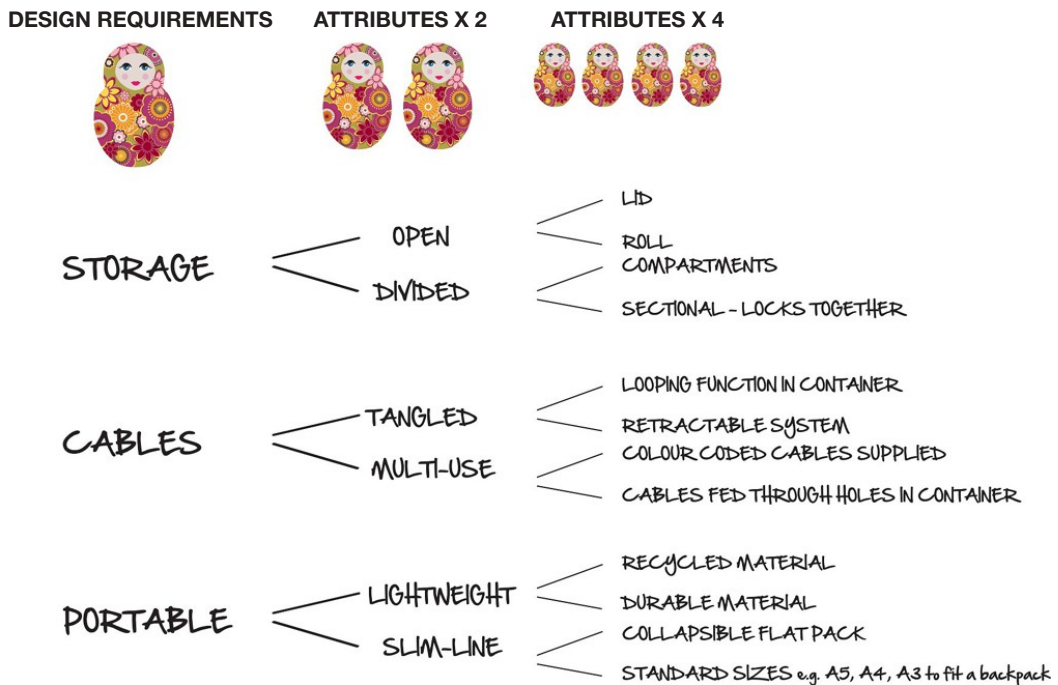 DESIGN REQUIREMENTS
ATTRIBUTES X 2
ATTRIBUTES X 4
STORAGE
OPEN
LID
ROLL
DIVIDED
COMPARTMENTS
SECTIONAL - LOCKS TOGETHER
CABLES
TANGLED
LOOPING FUNCTION IN CONTAINER
RETRACTABLE SYSTEM
MULTI-USE
COLOUR CODED CABLES SUPPLIED
CABLES FED THROUGH HOLES IN CONTAINER
PORTABLE
LIGHTWEIGHT
RECYCLED MATERIAL
DURABLE MATERIAL
SLIM-LINE
COLLAPSIBLE FLAT PACK
STANDARD SIZES e.g. A5, A4, A3 to fit a backpack